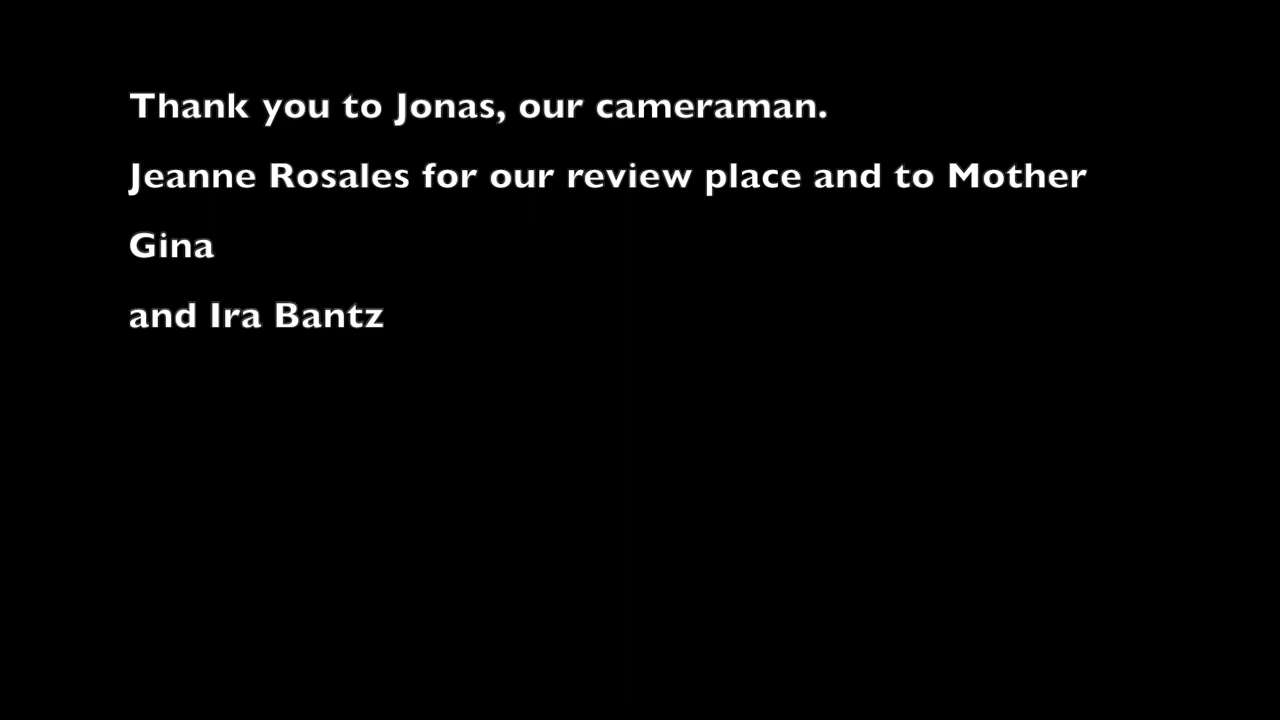 Thank you to Jonas, our cameraman.
Jeanne Rosales for our review place and to Mother
Gina
and Ira Bantz